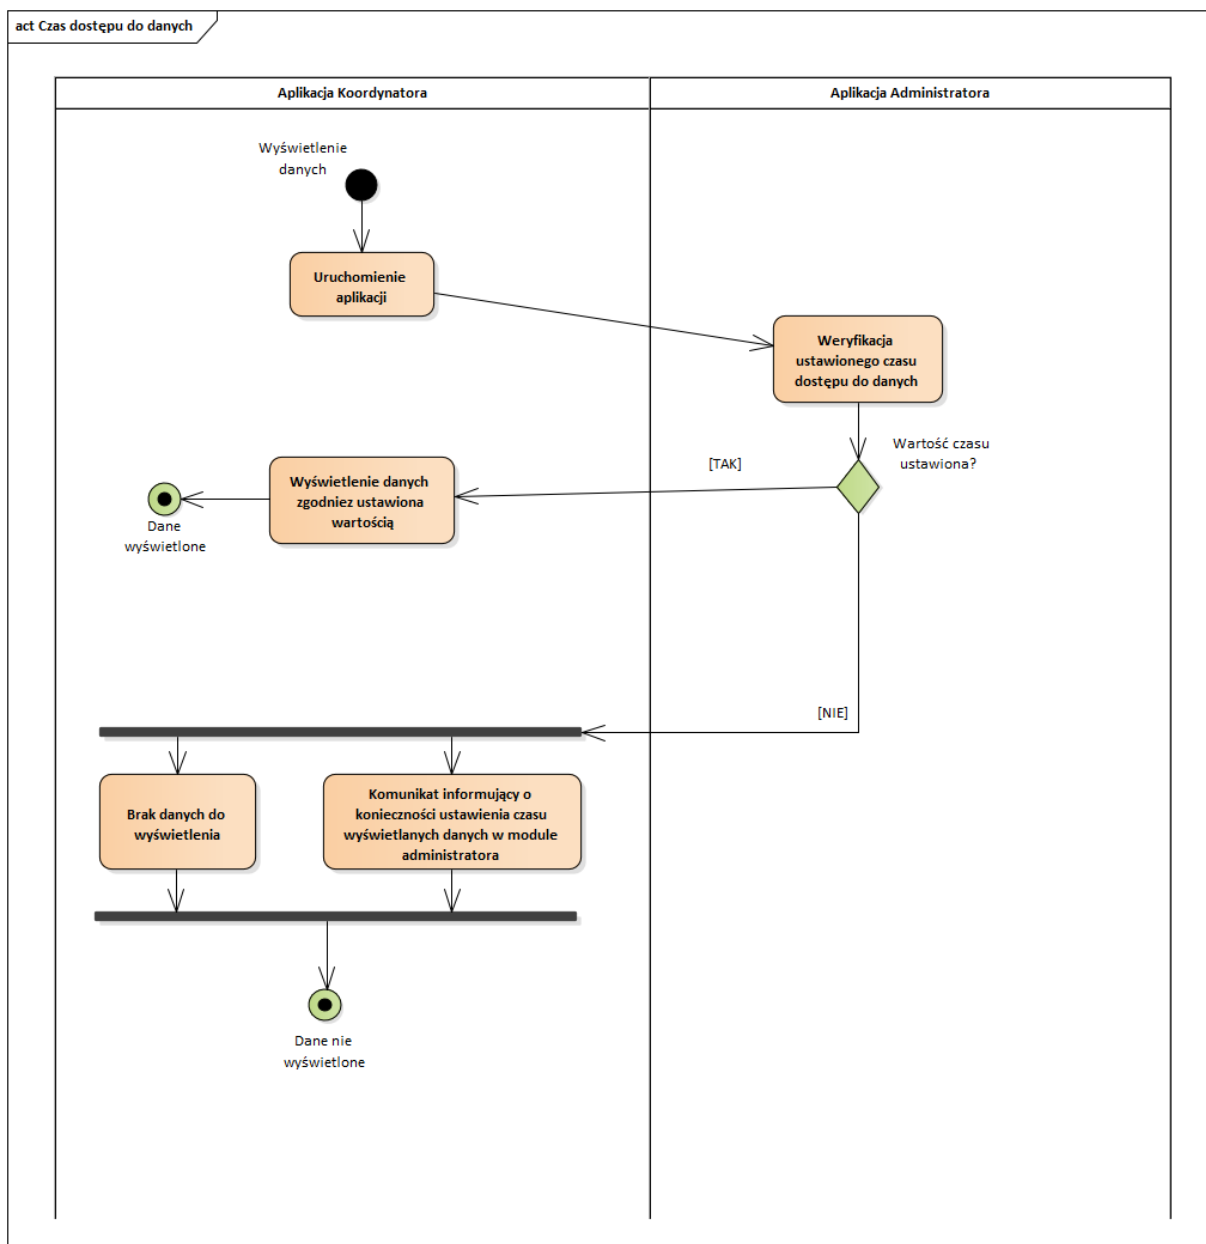 act Czas dostępu do danych
Aplikacja Koordynatora
Aplikacja Administratora
Wyświetlenie
danych
Uruchomienie
aplikacji
Weryfikacja
ustawionego czasu
dostępu do danych
Wartość czasu
ustawiona?
[TAK]
Wyświetlenie danych
zgodniez ustawiona
wartością
Dane
wyświetlone
[NIE]
Brak danych do
wyświetlenia
Komunikat informujący o
konieczności ustawienia czasu
wyświetlanych danych w module
administratora
Dane nie
wyświetlone